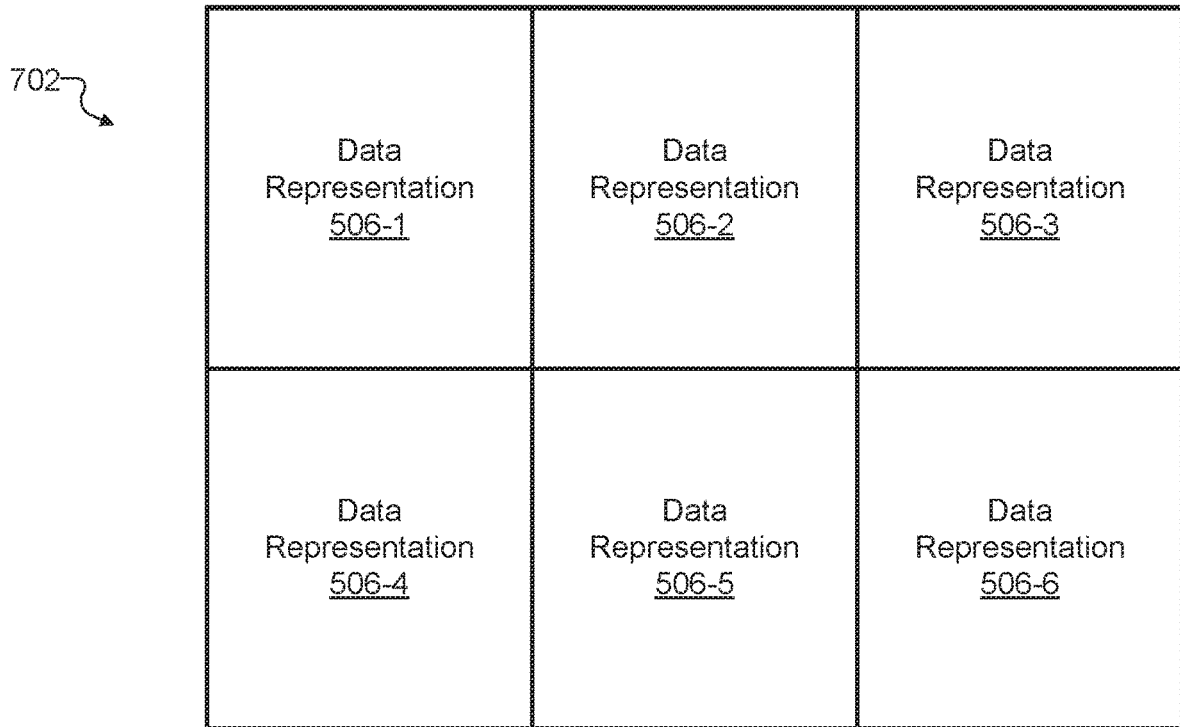 702
Data
Representation
506-1
Data
Representation
506-2
Data
Representation
506-3
Data
Representation
506-4
Data
Representation
506-5
Data
Representation
506-6